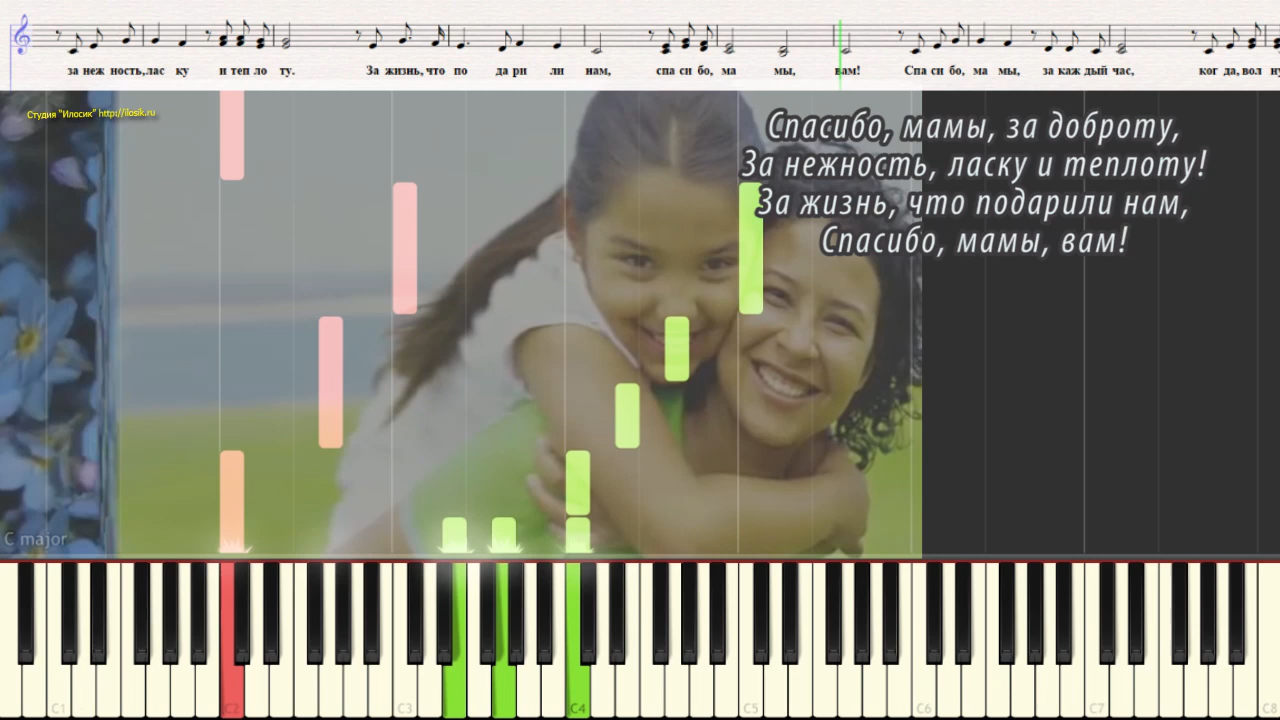 за неж ность, лас ку и теп ло ту. За жизнь, что по да ри ли нам, спа си бо, ма мы, вам! Спа си бо, ма мы, за каж дый час, ког да, вол ну
Студия "Илосик" http://ilosik.ru
Спасибо, мамы, за доброту,
За нежность, ласку и теплоту!
За жизнь, что подарили нам,
Спасибо, мамы, вам!
C major
C1 C2 C3 C4 C5 C6 C7 C8